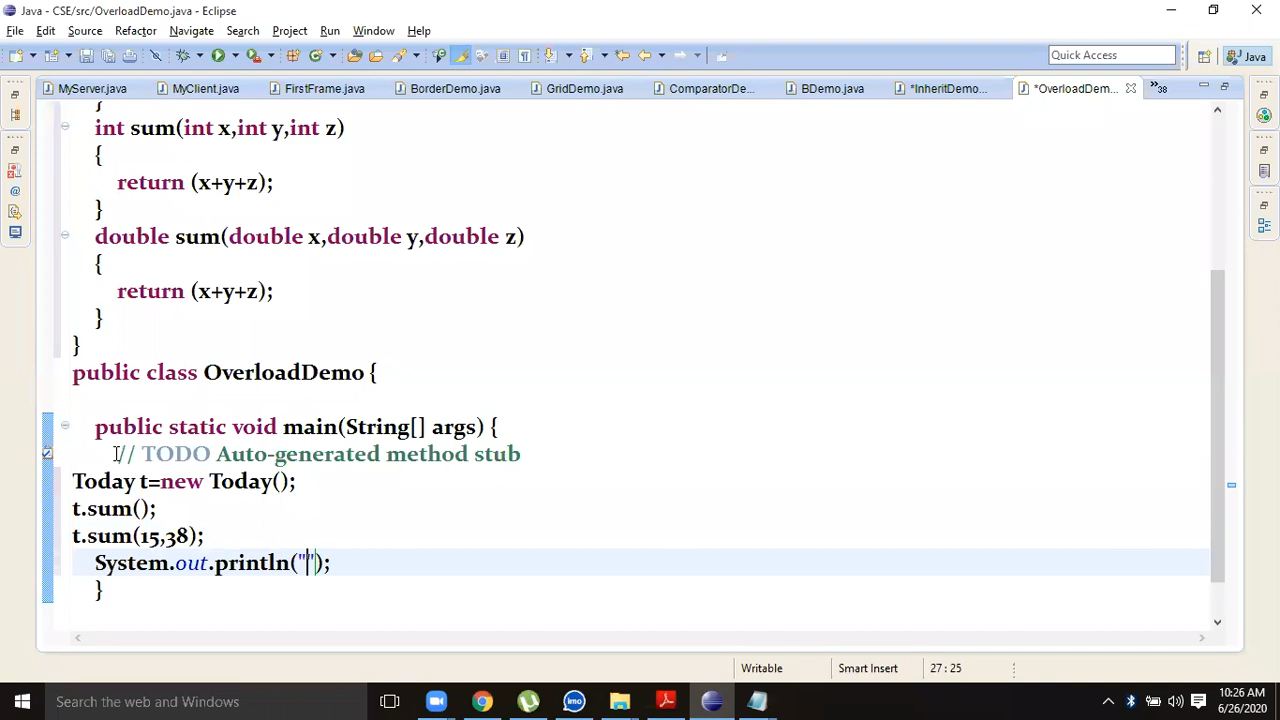 Java - CSE/src/OverloadDemo.java - Eclipse
File Edit Source Refactor Navigate Search Project Run Window Help
Quick Access
Java
MyServer.java MyClient.java FirstFrame.java BorderDemo.java GridDemo.java ComparatorDe... BDemo.java *InheritDemo... *OverloadDem... »38
{
int sum(int x,int y,int z)
{
return (x+y+z);
}
double sum(double x,double y,double z)
{
return (x+y+z);
}
}
public class OverloadDemo {
public static void main(String[] args) {
// TODO Auto-generated method stub
Today t=new Today();
t.sum();
t.sum(15,38);
System.out.println("");
}
Writable Smart Insert 27 : 25
Search the web and Windows
imo
10:26 AM
6/26/2020